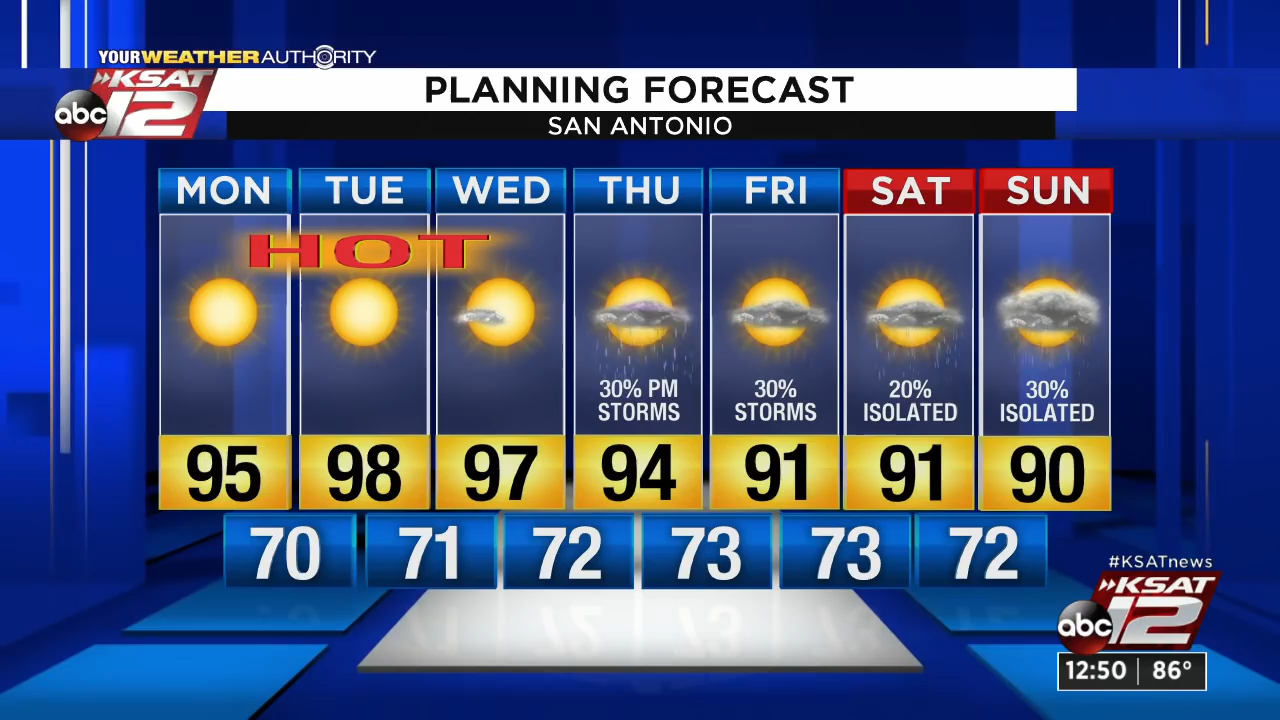 YOURWEATHERAUTHORITY
KSAT
abc 12
PLANNING FORECAST
SAN ANTONIO
MON TUE WED THU FRI SAT SUN
HOT
30% PM STORMS
30% STORMS
20% ISOLATED
30% ISOLATED
95 98 97 94 91 91 90
70 71 72 73 73 72
#KSATnews
KSAT
abc 12
12:50 86°